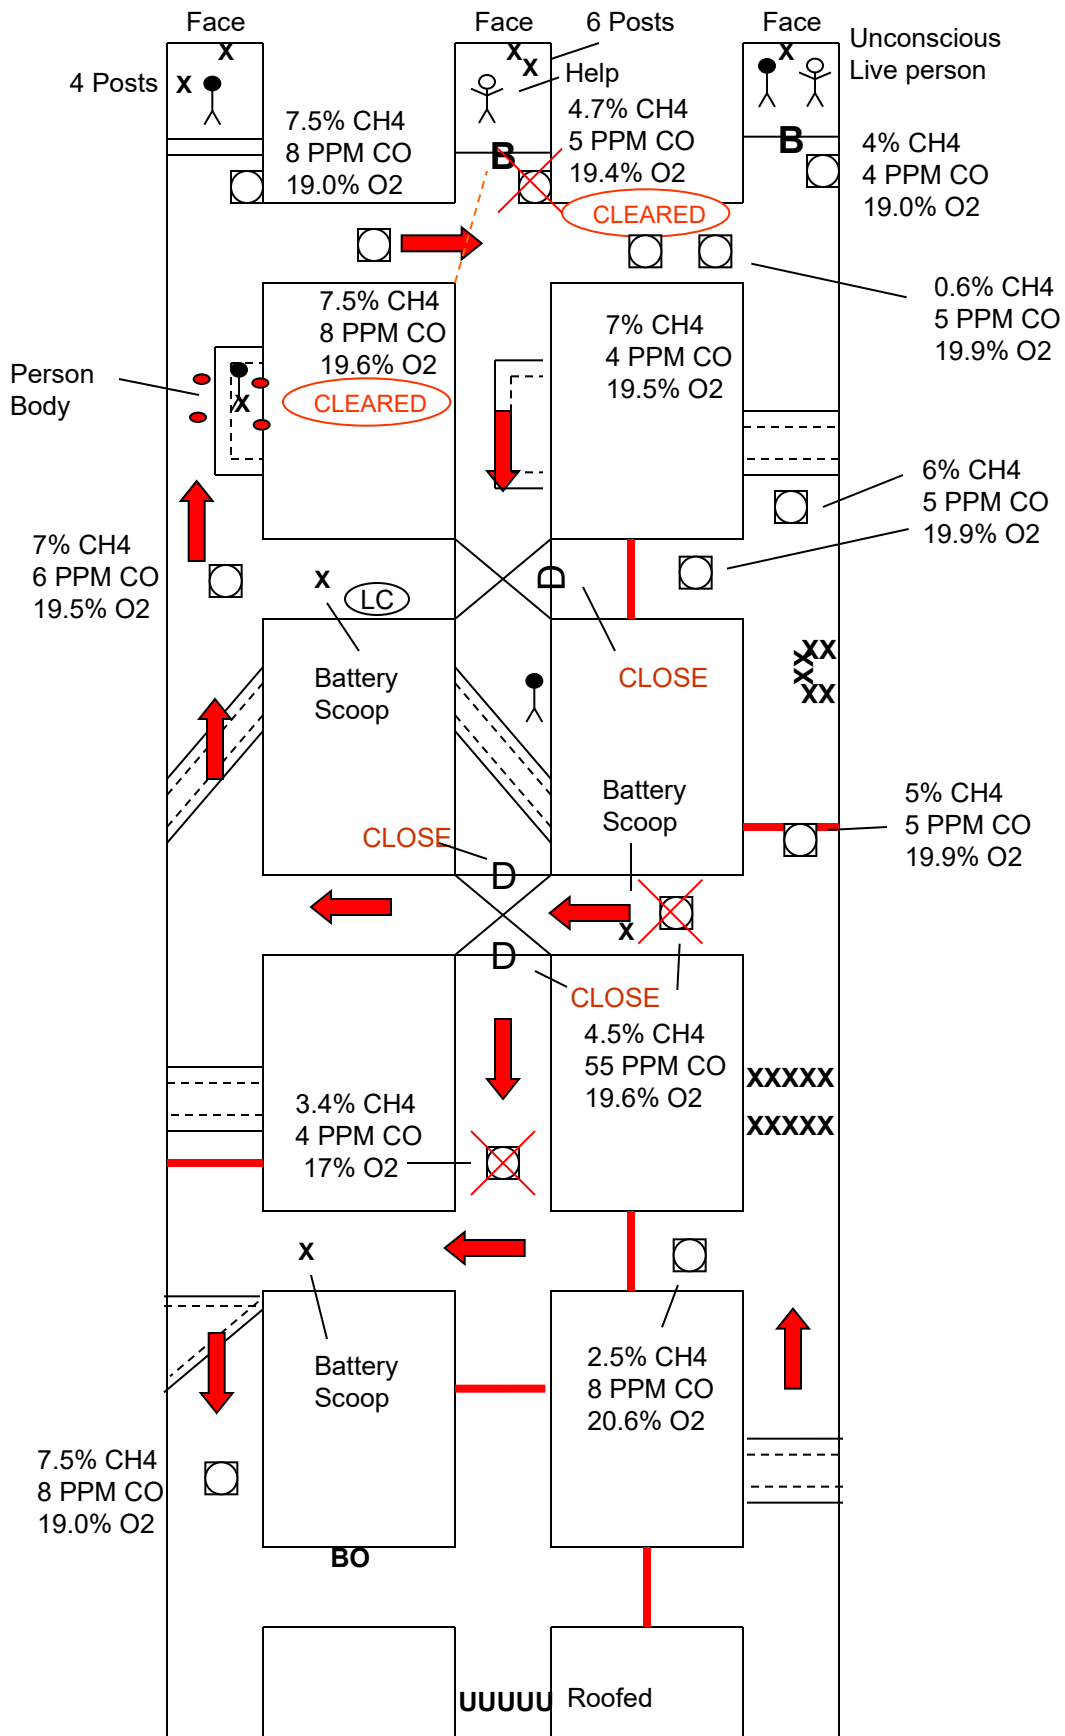 Face
Face
6 Posts
Face
Unconscious
Live person
X
X
X
X
X
4 Posts
Help
7.5% CH4
8 PPM CO
19.0% O2
4.7% CH4
5 PPM CO
19.4% O2
B
B
4% CH4
4 PPM CO
19.0% O2
CLEARED
7.5% CH4
8 PPM CO
19.6% O2
CLEARED
7% CH4
4 PPM CO
19.5% O2
0.6% CH4
5 PPM CO
19.9% O2
Person
Body
X
6% CH4
5 PPM CO
19.9% O2
7% CH4
6 PPM CO
19.5% O2
X
LC
D
Battery
Scoop
CLOSE
XX
XX
XX
Battery
Scoop
5% CH4
5 PPM CO
19.9% O2
CLOSE
D
X
D
CLOSE
4.5% CH4
55 PPM CO
19.6% O2
XXXXX
XXXXX
3.4% CH4
4 PPM CO
17% O2
X
Battery
Scoop
2.5% CH4
8 PPM CO
20.6% O2
7.5% CH4
8 PPM CO
19.0% O2
BO
UUUUU
Roofed